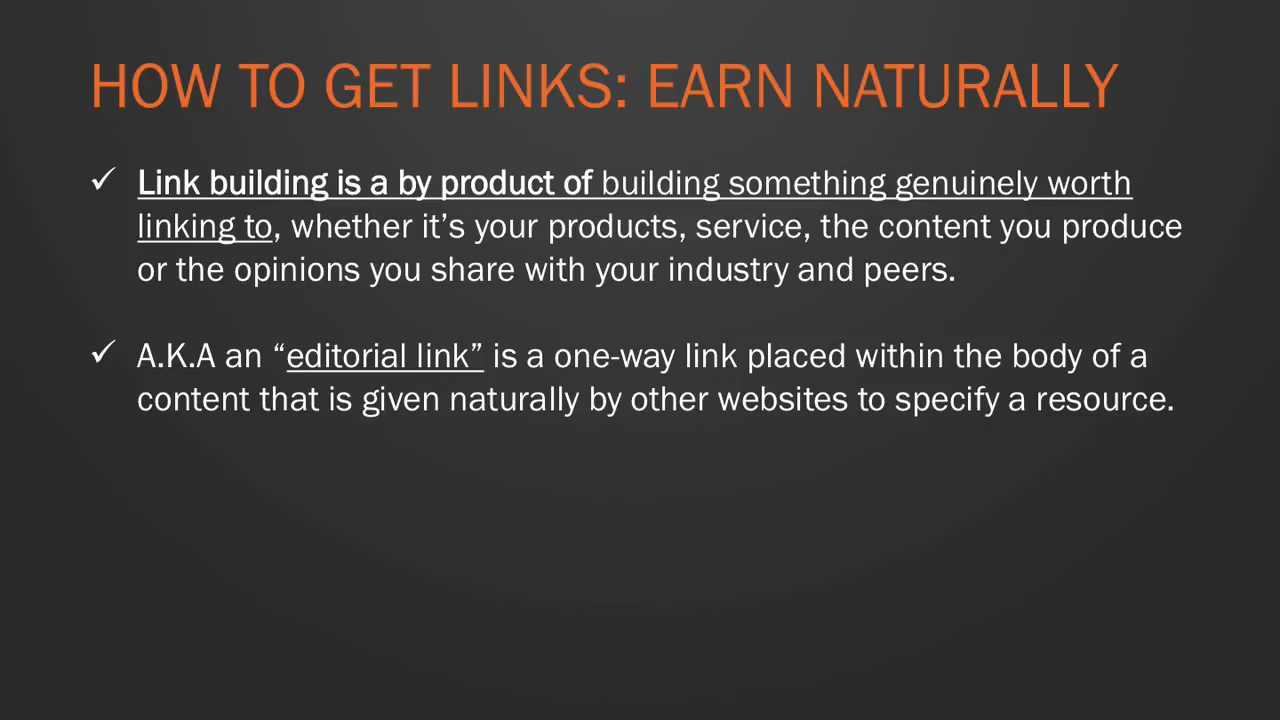 HOW TO GET LINKS: EARN NATURALLY
✓ Link building is a by product of building something genuinely worth
linking to, whether it’s your products, service, the content you produce
or the opinions you share with your industry and peers.
✓ A.K.A an “editorial link” is a one-way link placed within the body of a
content that is given naturally by other websites to specify a resource.